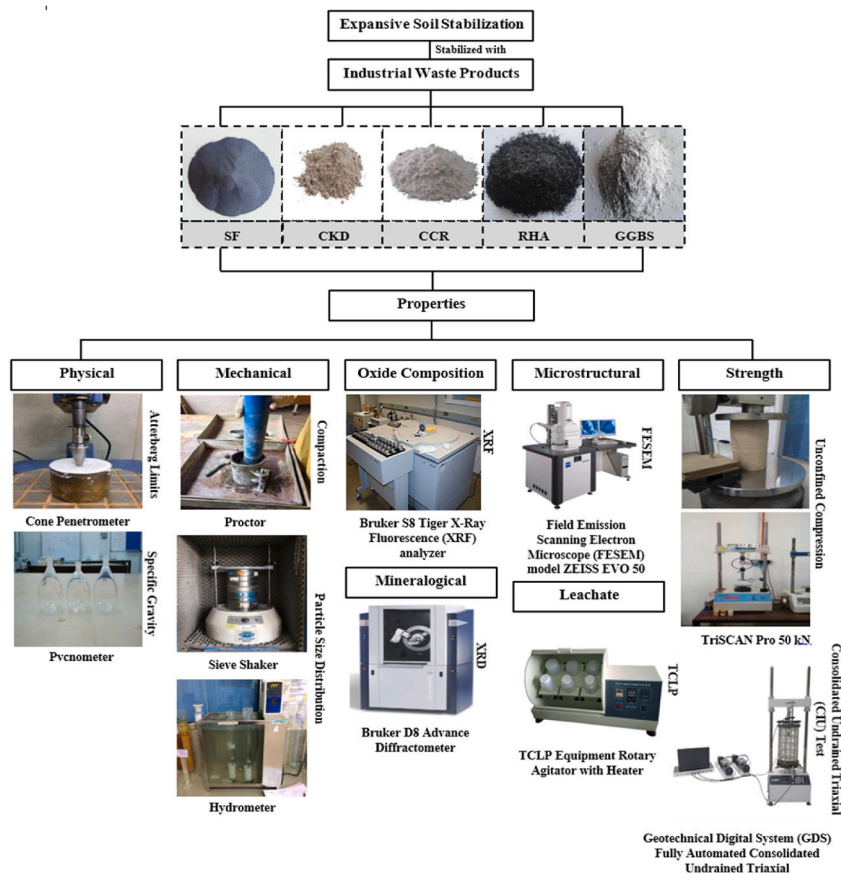 Expansive Soil Stabilization
Stabilized with
Industrial Waste Products
SF
CKD
CCR
RHA
GGBS
Properties
Physical
Atterberg Limits
Cone Penetrometer
Specific Gravity
Pvcnometer
Mechanical
Compaction
Proctor
Particle Size Distribution
Sieve Shaker
Hydrometer
Oxide Composition
XRF
Bruker S8 Tiger X-Ray
Fluorescence (XRF)
analyzer
Mineralogical
XRD
Bruker D8 Advance
Diffractometer
Microstructural
FESEM
Field Emission
Scanning Electron
Microscope (FESEM)
model ZEISS EVO 50
Leachate
TCLP
TCLP Equipment Rotary
Agitator with Heater
Strength
Unconfined Compression
TriSCAN Pro 50 kN
Consolidated Undrained Triaxial
(CIU) Test
Geotechnical Digital System (GDS)
Fully Automated Consolidated
Undrained Triaxial